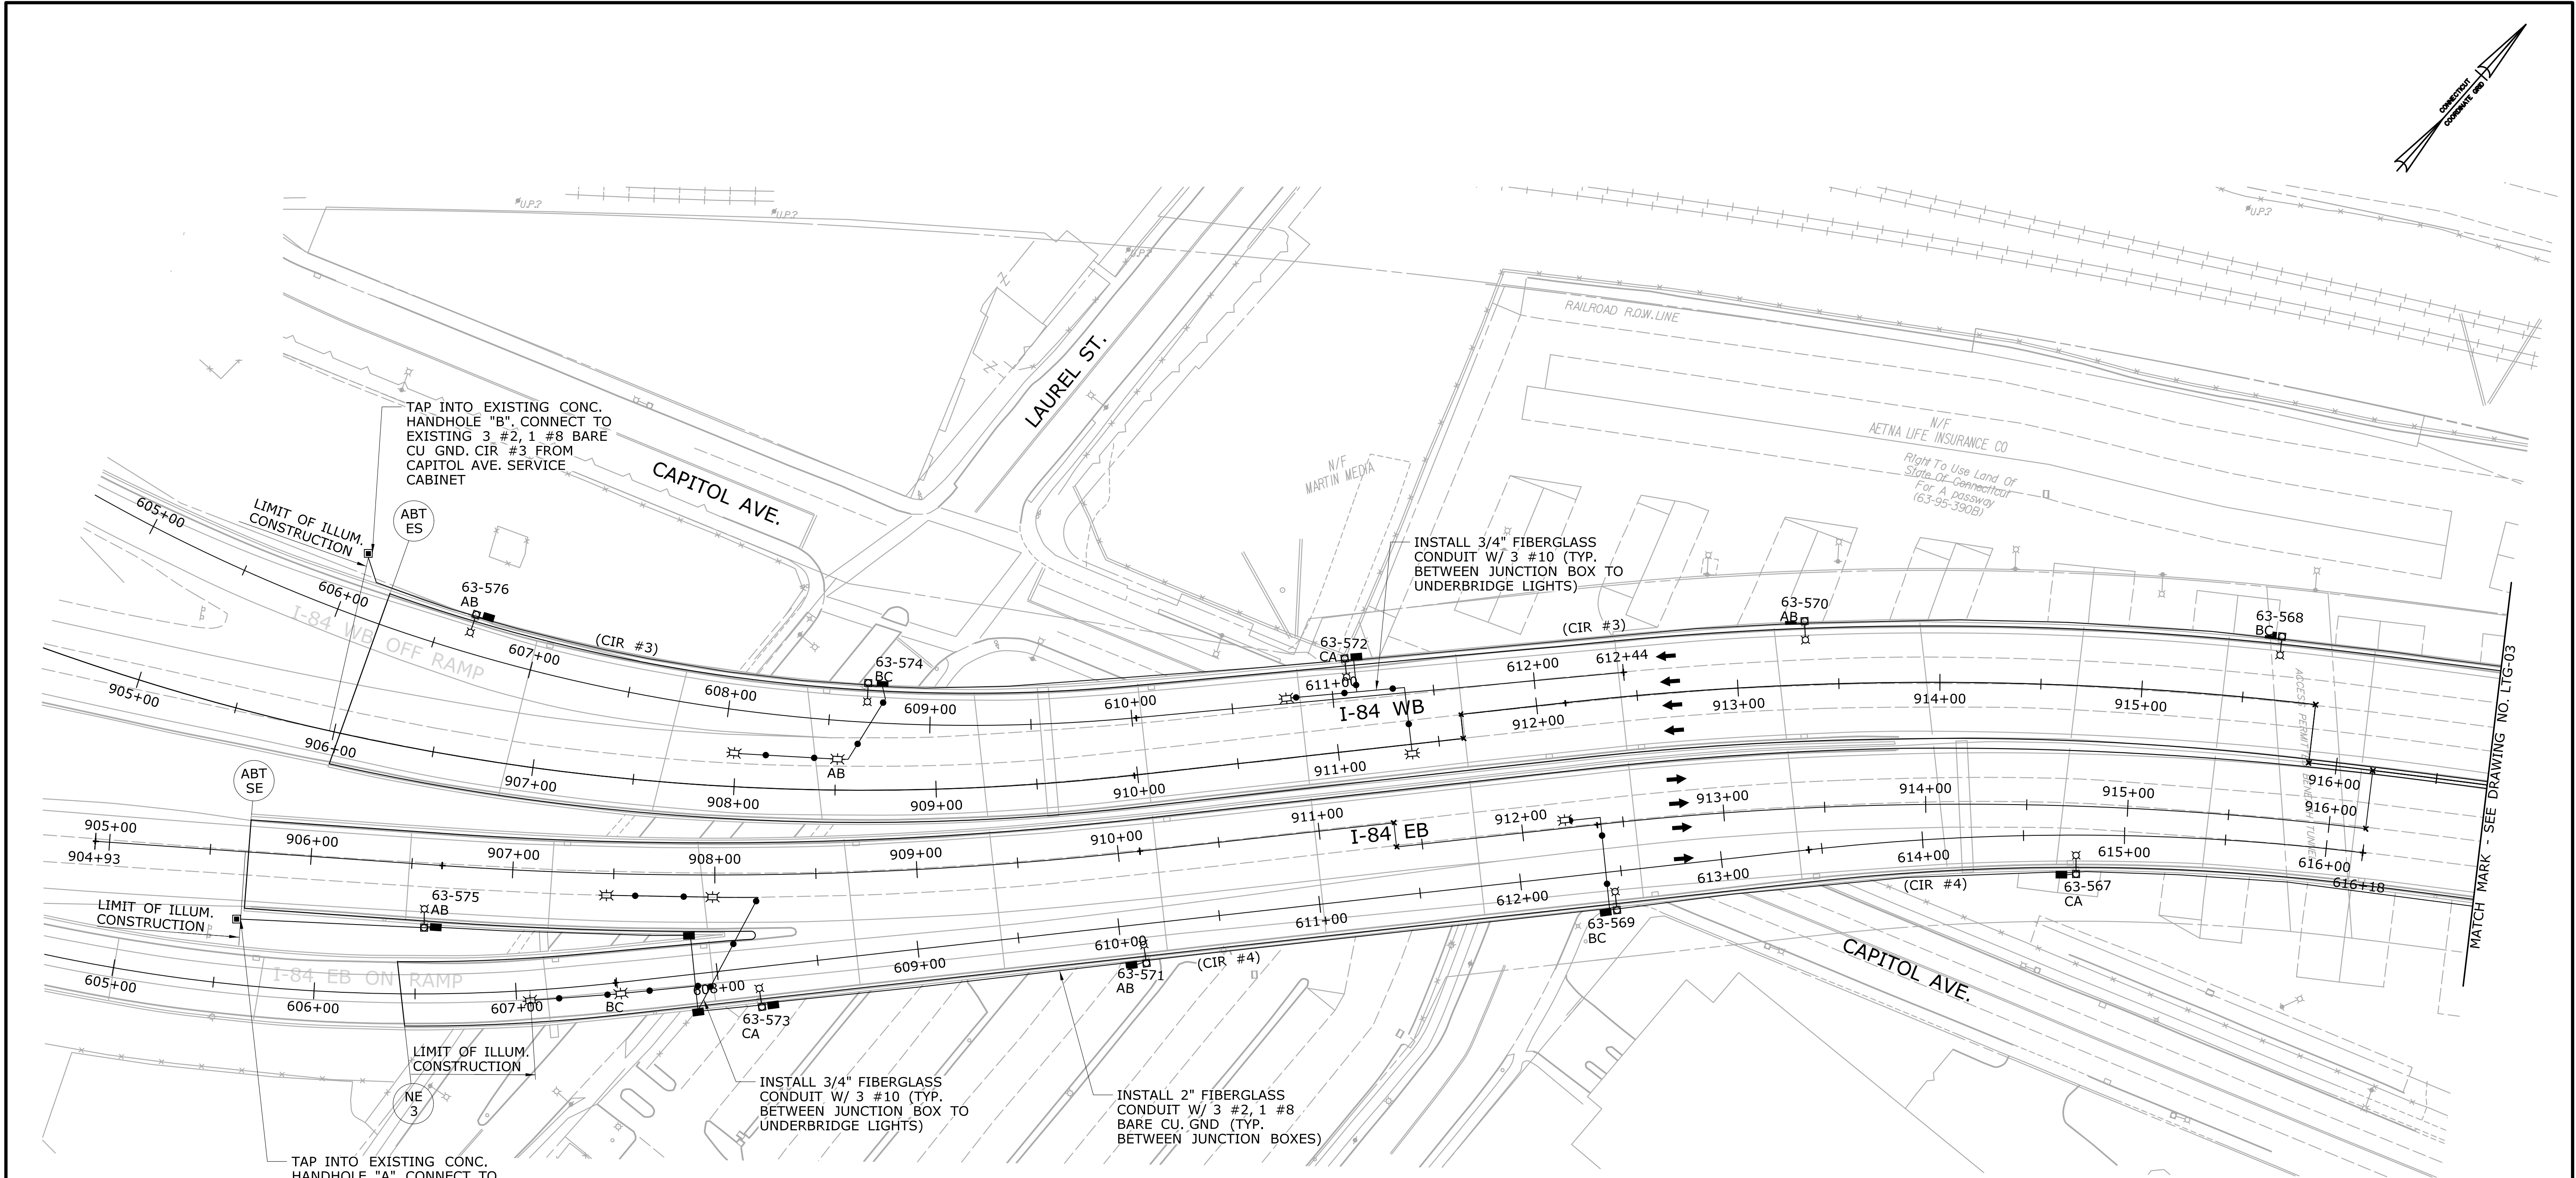 CONNECTICUT
COORDINATE GRID
U.P.?
U.P.?
U.P.?
U.P.?
RAILROAD R.O.W. LINE
LAUREL ST.
TAP INTO EXISTING CONC.
HANDHOLE "B". CONNECT TO
EXISTING 3 #2, 1 #8 BARE
CU GND. CIR #3 FROM
CAPITOL AVE. SERVICE
CABINET
CAPITOL AVE.
N/F
MARTIN MEDIA
N/F
AETNA LIFE INSURANCE CO
Right To Use Land Of
State Of Connecticut
For A passway
(63-95-390B)
LIMIT OF ILLUM.
CONSTRUCTION
ABT
ES
INSTALL 3/4" FIBERGLASS
CONDUIT W/ 3 #10 (TYP.
BETWEEN JUNCTION BOX TO
UNDERBRIDGE LIGHTS)
605+00
606+00
607+00
608+00
609+00
610+00
611+00
612+00
612+44
63-576
AB
(CIR #3)
63-574
BC
63-572
CA
(CIR #3)
63-570
AB
63-568
BC
I-84 WB OFF RAMP
I-84 WB
AB
905+00
906+00
907+00
908+00
909+00
910+00
911+00
912+00
913+00
914+00
915+00
916+00
ACCESS PERMITTED BENEATH TUNNEL
MATCH MARK - SEE DRAWING NO. LTG-03
ABT
SE
905+00
904+93
906+00
907+00
908+00
909+00
910+00
911+00
I-84 EB
912+00
913+00
914+00
915+00
916+00
LIMIT OF ILLUM.
CONSTRUCTION
63-575
AB
I-84 EB ON RAMP
605+00
606+00
607+00
608+00
609+00
610+00
611+00
612+00
613+00
614+00
615+00
616+00
616+18
BC
63-573
CA
63-571
AB
(CIR #4)
63-569
BC
(CIR #4)
63-567
CA
CAPITOL AVE.
LIMIT OF ILLUM.
CONSTRUCTION
NE
3
INSTALL 3/4" FIBERGLASS
CONDUIT W/ 3 #10 (TYP.
BETWEEN JUNCTION BOX TO
UNDERBRIDGE LIGHTS)
INSTALL 2" FIBERGLASS
CONDUIT W/ 3 #2, 1 #8
BARE CU. GND (TYP.
BETWEEN JUNCTION BOXES)
TAP INTO EXISTING CONC.
HANDHOLE "A". CONNECT TO